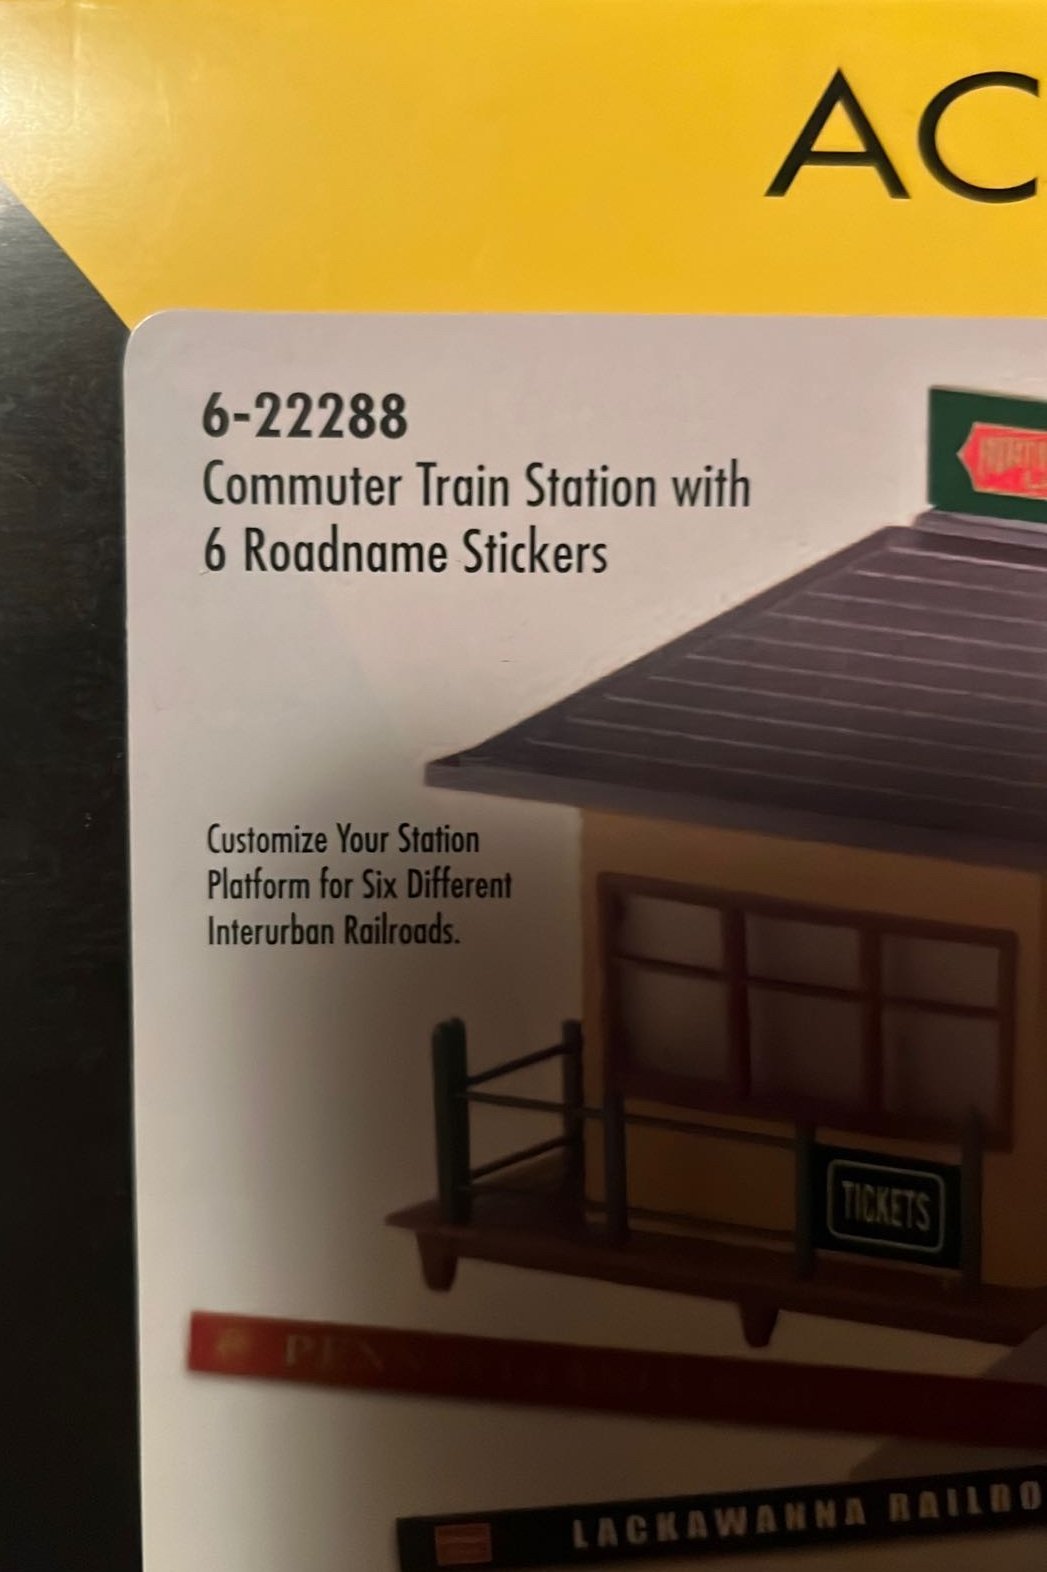 AC
6-22288
Commuter Train Station with
6 Roadname Stickers
Customize Your Station
Platform for Six Different
Interurban Railroads.
TICKETS
PENN
LACKAWANNA RAILRO